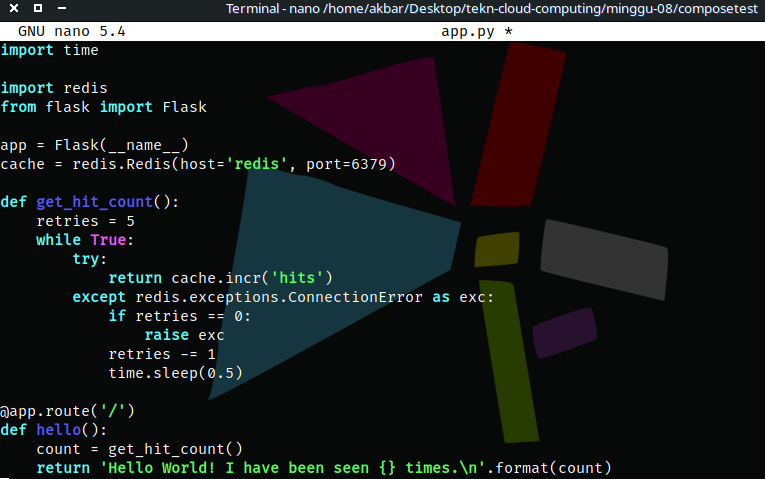 Terminal - nano /home/akbar/Desktop/tekn-cloud-computing/minggu-08/composetest
GNU nano 5.4 app.py *
import time

import redis
from flask import Flask

app = Flask(__name__)
cache = redis.Redis(host='redis', port=6379)

def get_hit_count():
    retries = 5
    while True:
        try:
            return cache.incr('hits')
        except redis.exceptions.ConnectionError as exc:
            if retries == 0:
                raise exc
            retries -= 1
            time.sleep(0.5)

@app.route('/')
def hello():
    count = get_hit_count()
    return 'Hello World! I have been seen {} times.\n'.format(count)